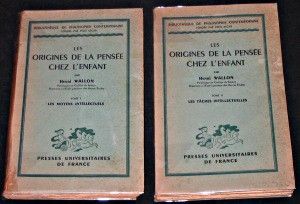 BIBLIOTHÈQUE DE PHILOSOPHIE CONTEMPORAINE
LES
ORIGINES DE LA PENSÉE
CHEZ L'ENFANT
PAR
Henri WALLON
TOME I
LES MOYENS INTELLECTUELS
PRESSES UNIVERSITAIRES
DE FRANCE
BIBLIOTHÈQUE DE PHILOSOPHIE CONTEMPORAINE
LES
ORIGINES DE LA PENSÉE
CHEZ L'ENFANT
PAR
Henri WALLON
TOME II
LES TÂCHES INTELLECTUELLES
PRESSES UNIVERSITAIRES
DE FRANCE